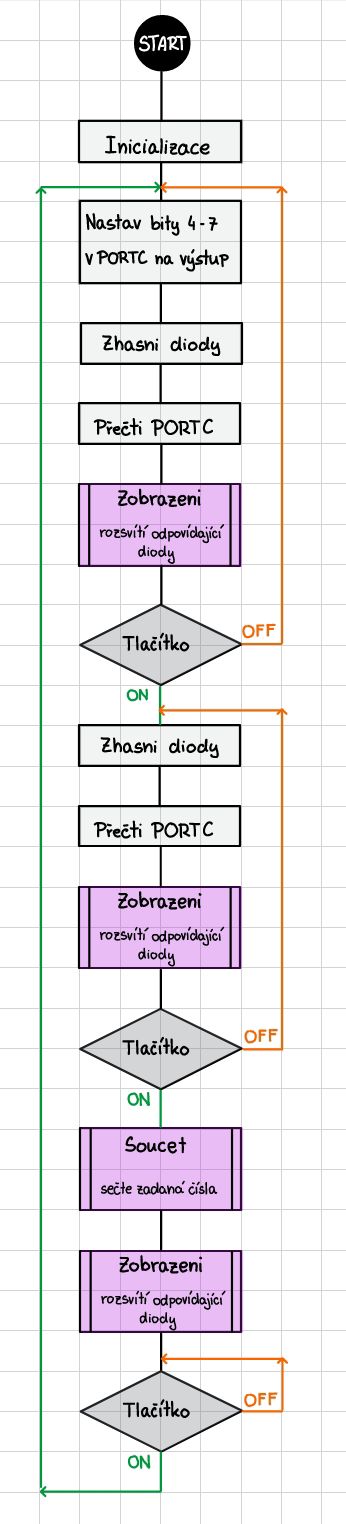 START
Inicializace
Nastav bity 4-7
v PORTC na výstup
Zhasni diody
Přečti PORTC
Zobrazeni
rozsvítí odpovídající
diody
Tlačítko
OFF
ON
Zhasni diody
Přečti PORTC
Zobrazeni
rozsvítí odpovídající
diody
Tlačítko
OFF
ON
Soucet
sečte zadaná čísla
Zobrazeni
rozsvítí odpovídající
diody
Tlačítko
OFF
ON